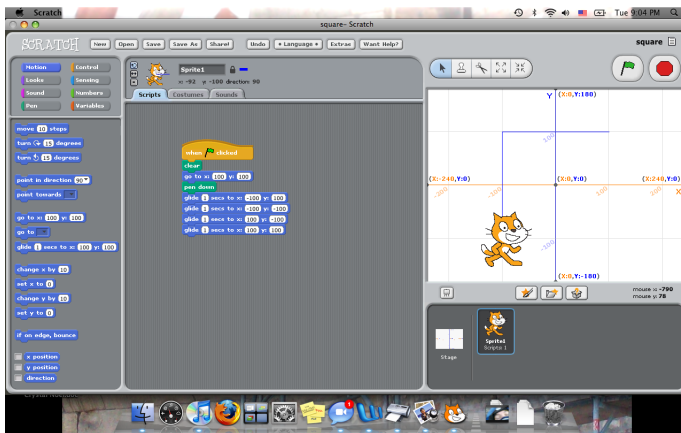 Scratch
Tue 9:04 PM
square- Scratch
SCRATCH New Open Save Save As Share! Undo Language Extras Want Help?
square
Motion Control
Looks Sensing
Sound Numbers
Pen Variables
Sprite1
x: -92 y: -100 direction: 90
Scripts Costumes Sounds
move 10 steps
turn 15 degrees
turn 15 degrees
point in direction 90
point towards
go to x: 100 y: 100
go to
glide 1 secs to x: 100 y: 100
change x by 10
set x to 0
change y by 10
set y to 0
if on edge, bounce
x position
y position
direction
when clicked
clear
go to x: 100 y: 100
pen down
glide 1 secs to x: -100 y: 100
glide 1 secs to x: -100 y: -100
glide 1 secs to x: 100 y: -100
glide 1 secs to x: 100 y: 100
Y (X:0,Y:180)
100
(X:-240,Y:0) (X:0,Y:0) (X:240,Y:0)
X
-200 -100 100 200
-100
(X:0,Y:-180)
mouse x: -790
mouse y: 78
Sprite1
Scripts 1
Stage
1